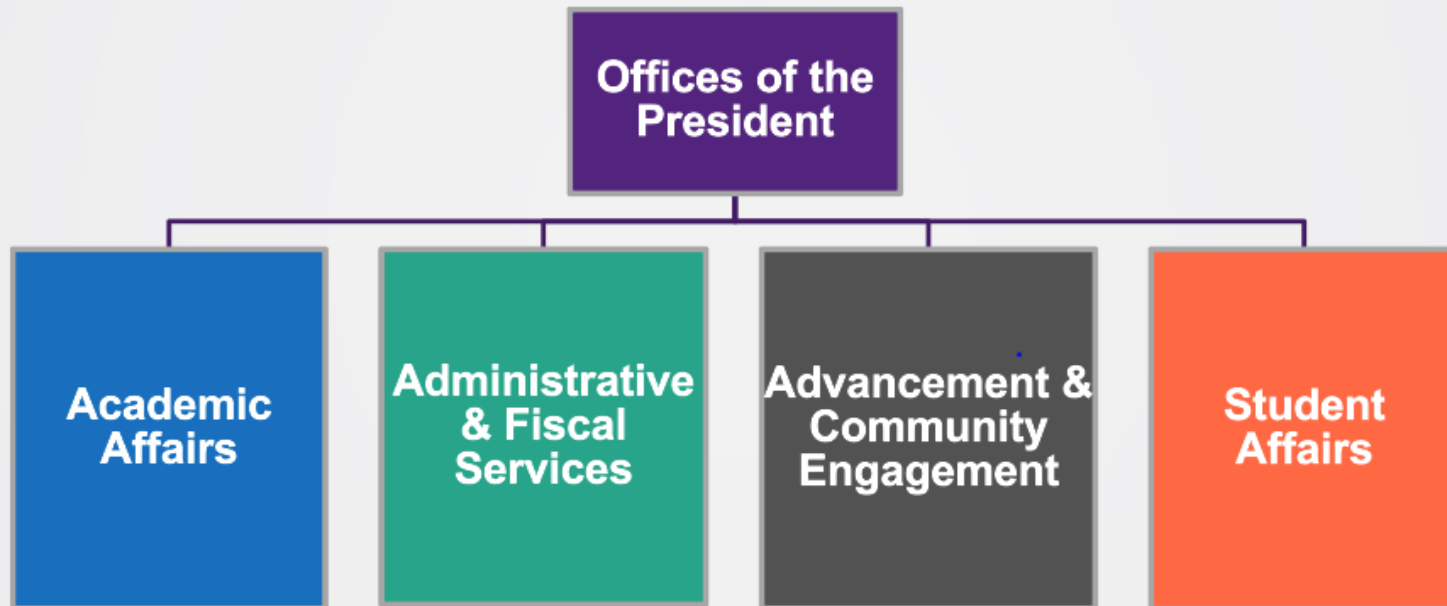 Offices of the
President
Academic
Affairs
Administrative
& Fiscal
Services
Advancement &
Community
Engagement
Student
Affairs